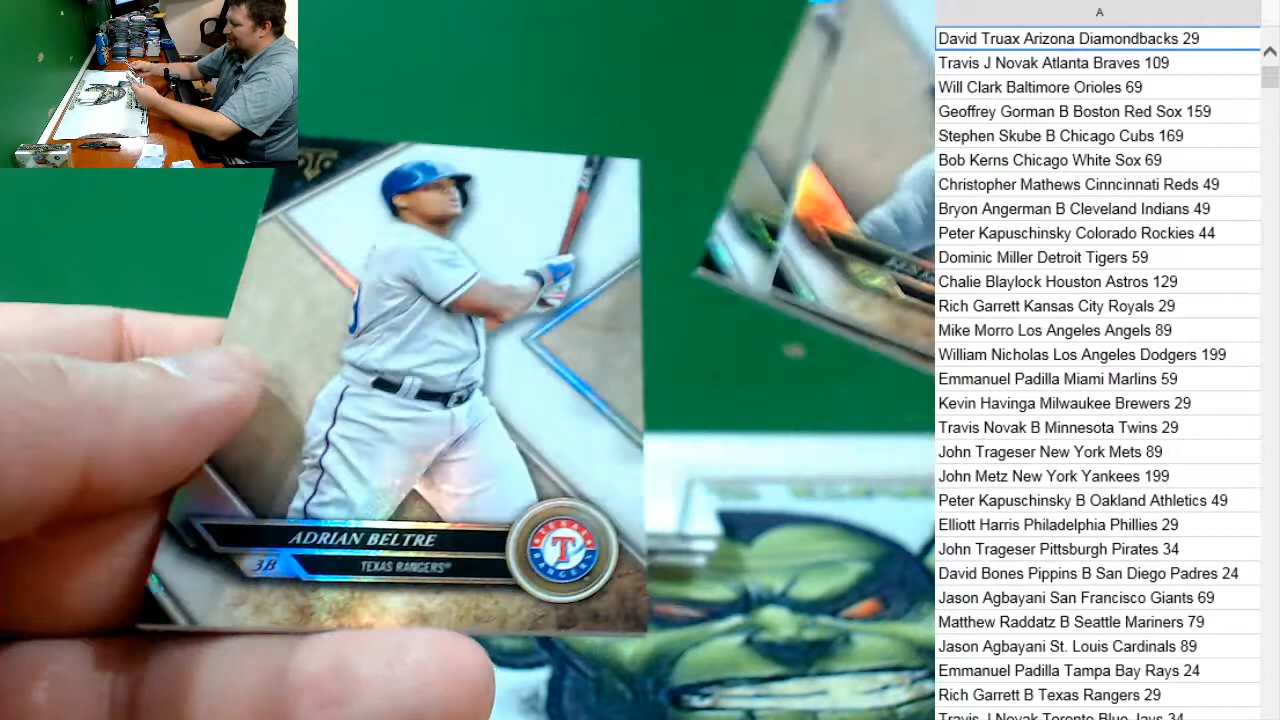 ADRIAN BELTRE
3B
TEXAS RANGERS
TEXAS
T
RANGERS
A
David Truax Arizona Diamondbacks 29
Travis J Novak Atlanta Braves 109
Will Clark Baltimore Orioles 69
Geoffrey Gorman B Boston Red Sox 159
Stephen Skube B Chicago Cubs 169
Bob Kerns Chicago White Sox 69
Christopher Mathews Cinncinnati Reds 49
Bryon Angerman B Cleveland Indians 49
Peter Kapuschinsky Colorado Rockies 44
Dominic Miller Detroit Tigers 59
Chalie Blaylock Houston Astros 129
Rich Garrett Kansas City Royals 29
Mike Morro Los Angeles Angels 89
William Nicholas Los Angeles Dodgers 199
Emmanuel Padilla Miami Marlins 59
Kevin Havinga Milwaukee Brewers 29
Travis Novak B Minnesota Twins 29
John Trageser New York Mets 89
John Metz New York Yankees 199
Peter Kapuschinsky B Oakland Athletics 49
Elliott Harris Philadelphia Phillies 29
John Trageser Pittsburgh Pirates 34
David Bones Pippins B San Diego Padres 24
Jason Agbayani San Francisco Giants 69
Matthew Raddatz B Seattle Mariners 79
Jason Agbayani St. Louis Cardinals 89
Emmanuel Padilla Tampa Bay Rays 24
Rich Garrett B Texas Rangers 29
Travis J Novak Toronto Blue Jays 34